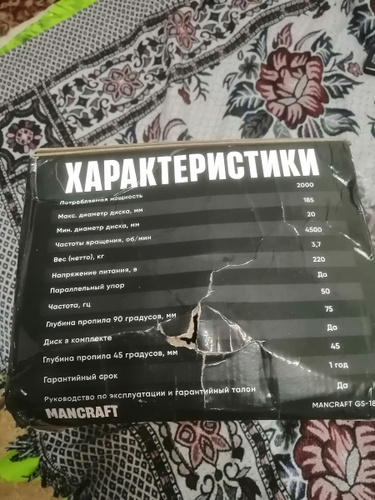 ХАРАКТЕРИСТИКИ
Потребляемая мощность 2000
Макс. диаметр диска, мм 185
Мин. диаметр диска, мм 20
Частоты вращения, об/мин 4500
Вес (нетто), кг 3,7
Напряжение питания, в 220
Параллельный упор Да
Частота, гц 50
Глубина пропила 90 градусов, мм 75
Диск в комплекте Да
Глубина пропила 45 градусов, мм 45
Гарантийный срок 1 год
Руководство по эксплуатации и гарантийный талон Да
MANCRAFT MANCRAFT